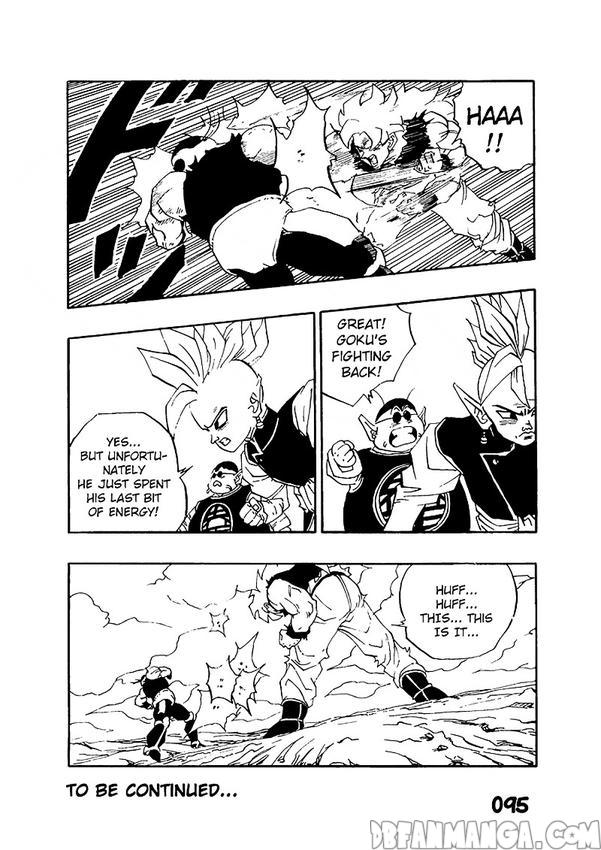 HAAA
!!
GREAT!
GOKU'S
FIGHTING
BACK!
YES...
BUT UNFORTU-
NATELY
HE JUST SPENT
HIS LAST BIT
OF ENERGY!
HUFF...
HUFF...
THIS... THIS
IS IT...
TO BE CONTINUED...
095
DBFANMANGA.COM